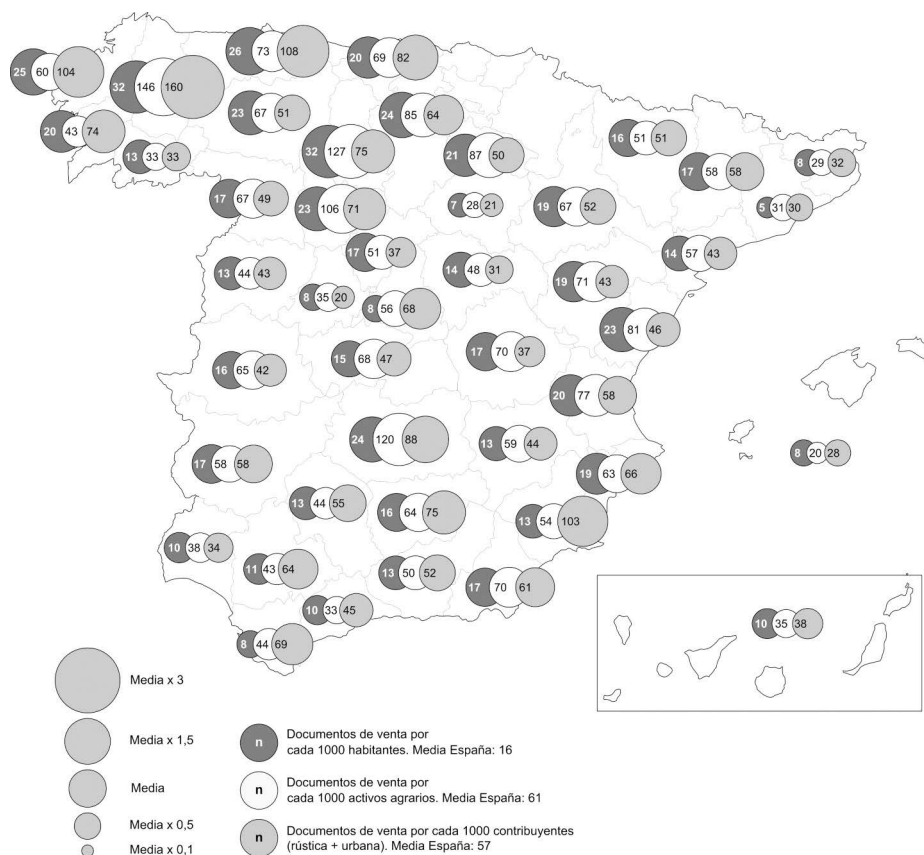 26 73 108
20 69 82
25 60 104
32 146 160
23 67 51
24 85 64
20 43 74
16 51 51
32 127 75
21 87 50
13 33 33
8 29 32
17 58 58
17 67 49
23 106 71
7 28 21
19 67 52
5 31 30
17 51 37
14 57 43
13 44 43
14 48 31
19 71 43
8 35 20
8 56 68
23 81 46
15 68 47
17 70 37
16 65 42
20 77 58
24 120 88
13 59 44
8 20 28
17 58 58
19 63 66
13 44 55
16 64 75
13 54 103
10 38 34
11 43 64
13 50 52
17 70 61
10 33 45
10 35 38
8 44 69
Media x 3
Media x 1,5
Media
Media x 0,5
Media x 0,1
n Documentos de venta por
cada 1000 habitantes. Media España: 16
n Documentos de venta por
cada 1000 activos agrarios. Media España: 61
n Documentos de venta por cada 1000 contribuyentes
(rústica + urbana). Media España: 57